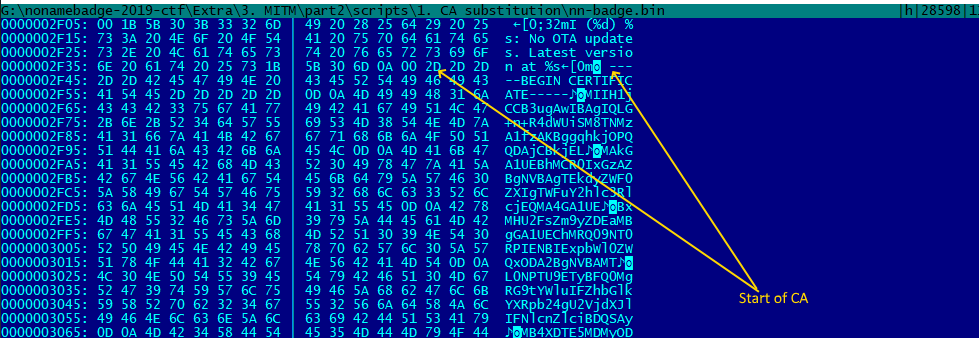 G:\nonamebadge-2019-ctf\Extra\3. MITM\part2\scripts\1. CA substitution\nn-badge.bin |h|28598|1
0000002F05: 00 1B 5B 30 3B 33 32 6D | 49 20 28 25 64 29 20 25 ←[0;32mI (%d) %
0000002F15: 73 3A 20 4E 6F 20 4F 54 | 41 20 75 70 64 61 74 65 s: No OTA update
0000002F25: 73 2E 20 4C 61 74 65 73 | 74 20 76 65 72 73 69 6F s. Latest versio
0000002F35: 6E 20 61 74 20 25 73 1B | 5B 30 6D 0A 00 2D 2D 2D n at %s←[0m◙ ---
0000002F45: 2D 2D 42 45 47 49 4E 20 | 43 45 52 54 49 46 49 43 --BEGIN CERTIFIC
0000002F55: 41 54 45 2D 2D 2D 2D 2D | 0D 0A 4D 49 49 48 31 6A ATE-----♪◙MIIH1j
0000002F65: 43 43 42 33 75 67 41 77 | 49 42 41 67 49 51 4C 47 CCB3ugAwIBAgIQLG
0000002F75: 2B 6E 2B 52 34 64 57 55 | 69 53 4D 38 54 4E 4D 7A +n+R4dWUiSM8TNMz
0000002F85: 41 31 66 7A 41 4B 42 67 | 67 71 68 6B 6A 4F 50 51 A1fzAKBggqhkjOPQ
0000002F95: 51 44 41 6A 43 42 6B 6A | 45 4C 0D 0A 4D 41 6B 47 QDAjCBkjEL♪◙MAkG
0000002FA5: 41 31 55 45 42 68 4D 43 | 52 30 49 78 47 7A 41 5A A1UEBhMCR0IxGzAZ
0000002FB5: 42 67 4E 56 42 41 67 54 | 45 6B 64 79 5A 57 46 30 BgNVBAgTEkdyZWF0
0000002FC5: 5A 58 49 67 54 57 46 75 | 59 32 68 6C 63 33 52 6C ZXIgTWFuY2hlc3Rl
0000002FD5: 63 6A 45 51 4D 41 34 47 | 41 31 55 45 0D 0A 42 78 cjEQMA4GA1UE♪◙Bx
0000002FE5: 4D 48 55 32 46 73 5A 6D | 39 79 5A 44 45 61 4D 42 MHU2FsZm9yZDEaMB
0000002FF5: 67 47 41 31 55 45 43 68 | 4D 52 51 30 39 4E 54 30 gGA1UEChMRQ09NT0
0000003005: 52 50 49 45 4E 42 49 45 | 78 70 62 57 6C 30 5A 57 RPIENBIExpbWl0ZW
0000003015: 51 78 4F 44 41 32 42 67 | 4E 56 42 41 4D 54 0D 0A QxODA2BgNVBAMT♪◙
0000003025: 4C 30 4E 50 54 55 39 45 | 54 79 42 46 51 30 4D 67 L0NPTU9ETyBFQ0Mg
0000003035: 52 47 39 74 59 57 6C 75 | 49 46 5A 68 62 47 6C 6B RG9tYWluIFZhbGlk
0000003045: 59 58 52 70 62 32 34 67 | 55 32 56 6A 64 58 4A 6C YXRpb24gU2VjdXJl
0000003055: 49 46 4E 6C 63 6E 5A 6C | 63 69 42 44 51 53 41 79 IFNlcnZlciBDQSAy
0000003065: 0D 0A 4D 42 34 58 44 54 | 45 35 4D 44 4D 79 4F 44 ♪◙MB4XDTE5MDMyOD
Start of CA